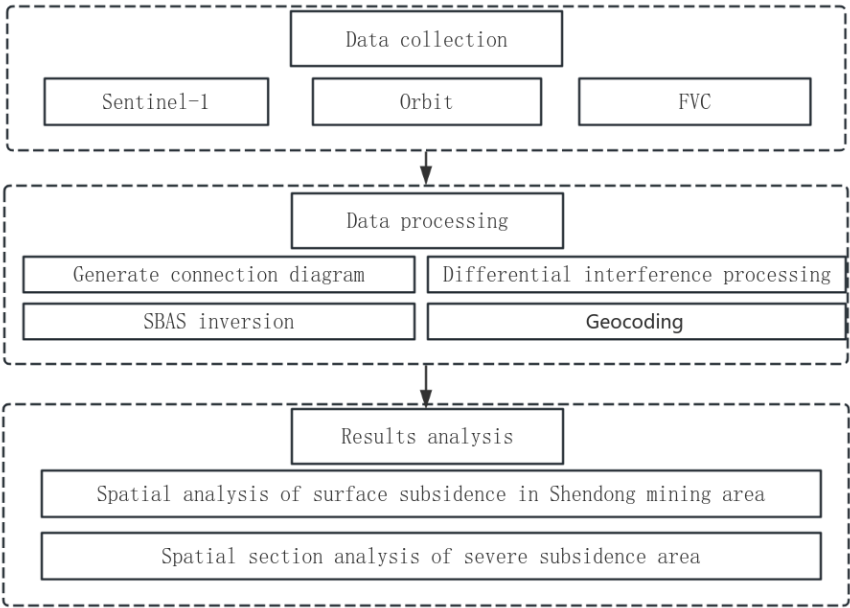 Data collection
Sentinel-1
Orbit
FVC
Data processing
Generate connection diagram
Differential interference processing
SBAS inversion
Geocoding
Results analysis
Spatial analysis of surface subsidence in Shendong mining area
Spatial section analysis of severe subsidence area